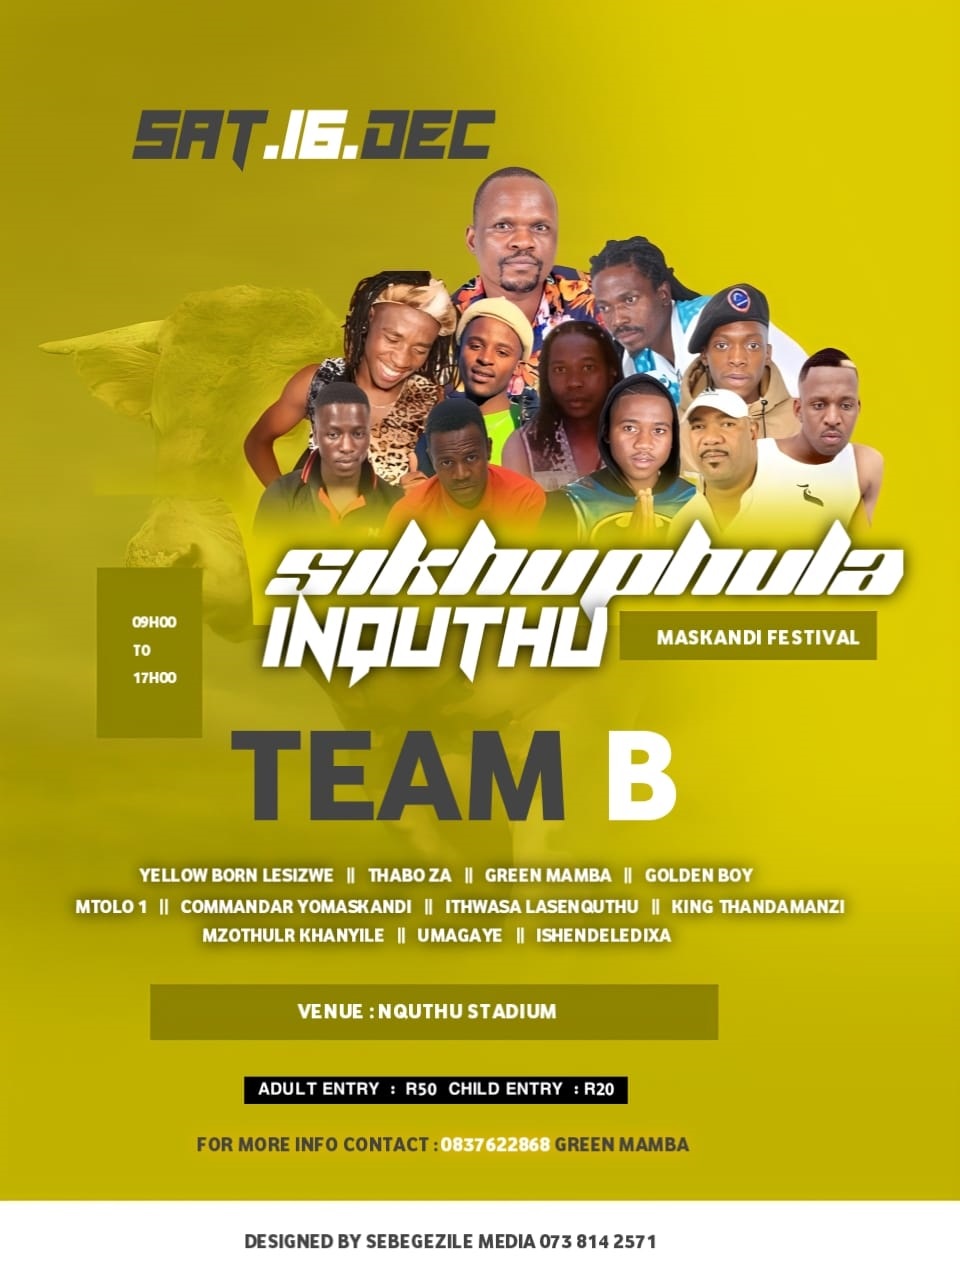 SAT.16.DEC
sikhuphula
INQUTHU
MASKANDI FESTIVAL
09H00
TO
17H00
TEAM B
YELLOW BORN LESIZWE || THABO ZA || GREEN MAMBA || GOLDEN BOY
MTOLO 1 || COMMANDAR YOMASKANDI || ITHWASA LASENQUTHU || KING THANDAMANZI
MZOTHULR KHANYILE || UMAGAYE || ISHENDELEDIXA
VENUE : NQUTHU STADIUM
ADULT ENTRY : R50 CHILD ENTRY : R20
FOR MORE INFO CONTACT : 0837622868 GREEN MAMBA
DESIGNED BY SEBEGEZILE MEDIA 073 814 2571